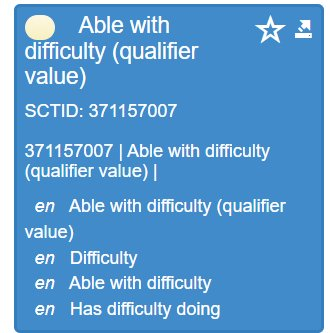 Able with
difficulty (qualifier
value)
SCTID: 371157007
371157007 | Able with difficulty
(qualifier value) |
en Able with difficulty (qualifier
value)
en Difficulty
en Able with difficulty
en Has difficulty doing